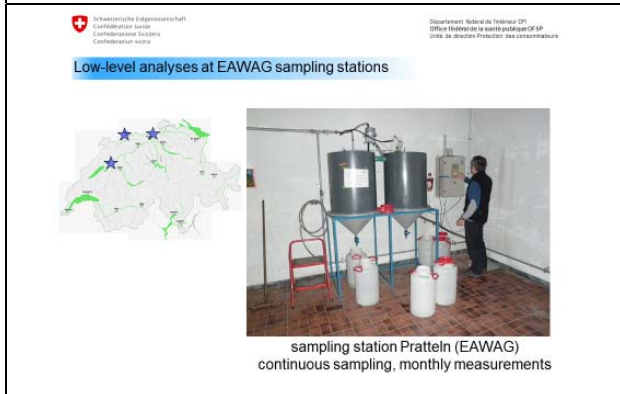 Schweizerische Eidgenossenschaft
Confédération suisse
Confederazione Svizzera
Confederaziun svizra
Département fédéral de l'intérieur DFI
Office fédéral de la santé publique OFSP
Unité de direction Protection des consommateurs
Low-level analyses at EAWAG sampling stations
sampling station Pratteln (EAWAG)
continuous sampling, monthly measurements